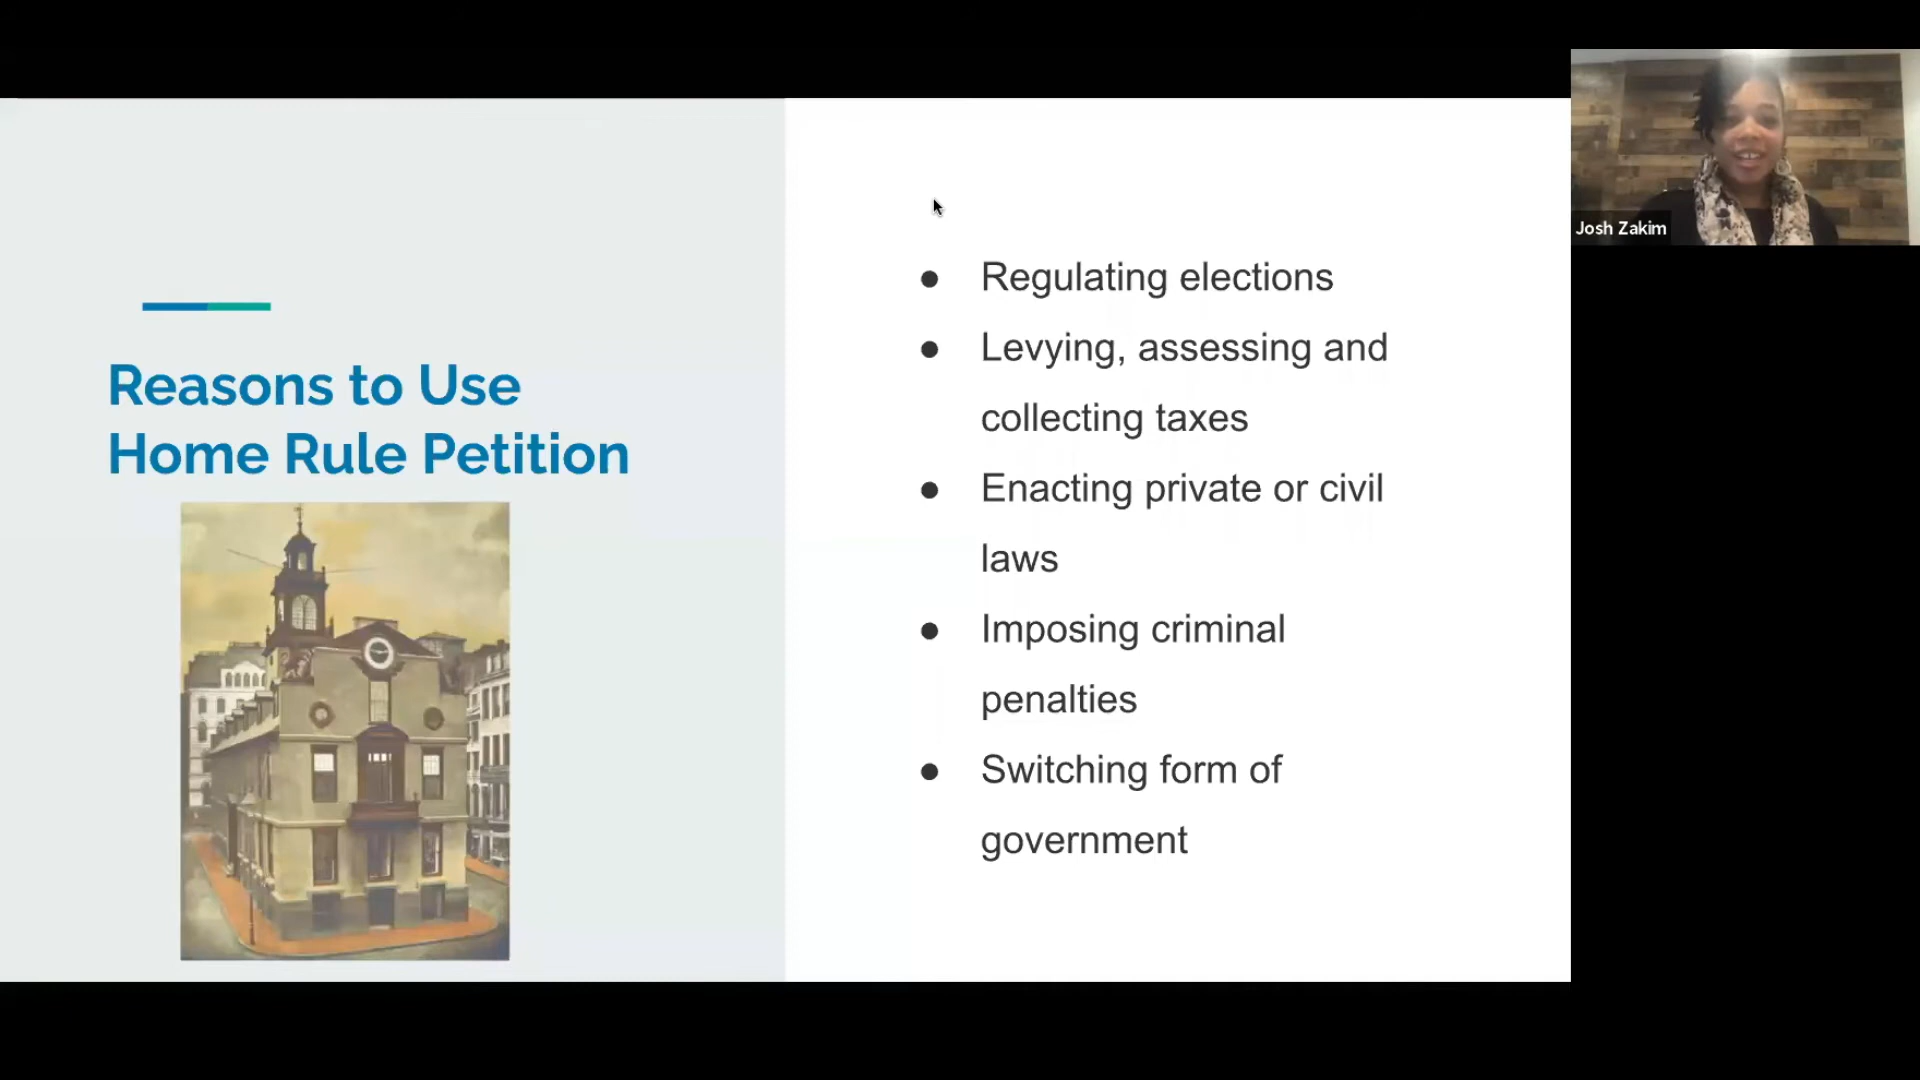 Reasons to Use
Home Rule Petition
● Regulating elections
● Levying, assessing and
collecting taxes
● Enacting private or civil
laws
● Imposing criminal
penalties
● Switching form of
government
Josh Zakim